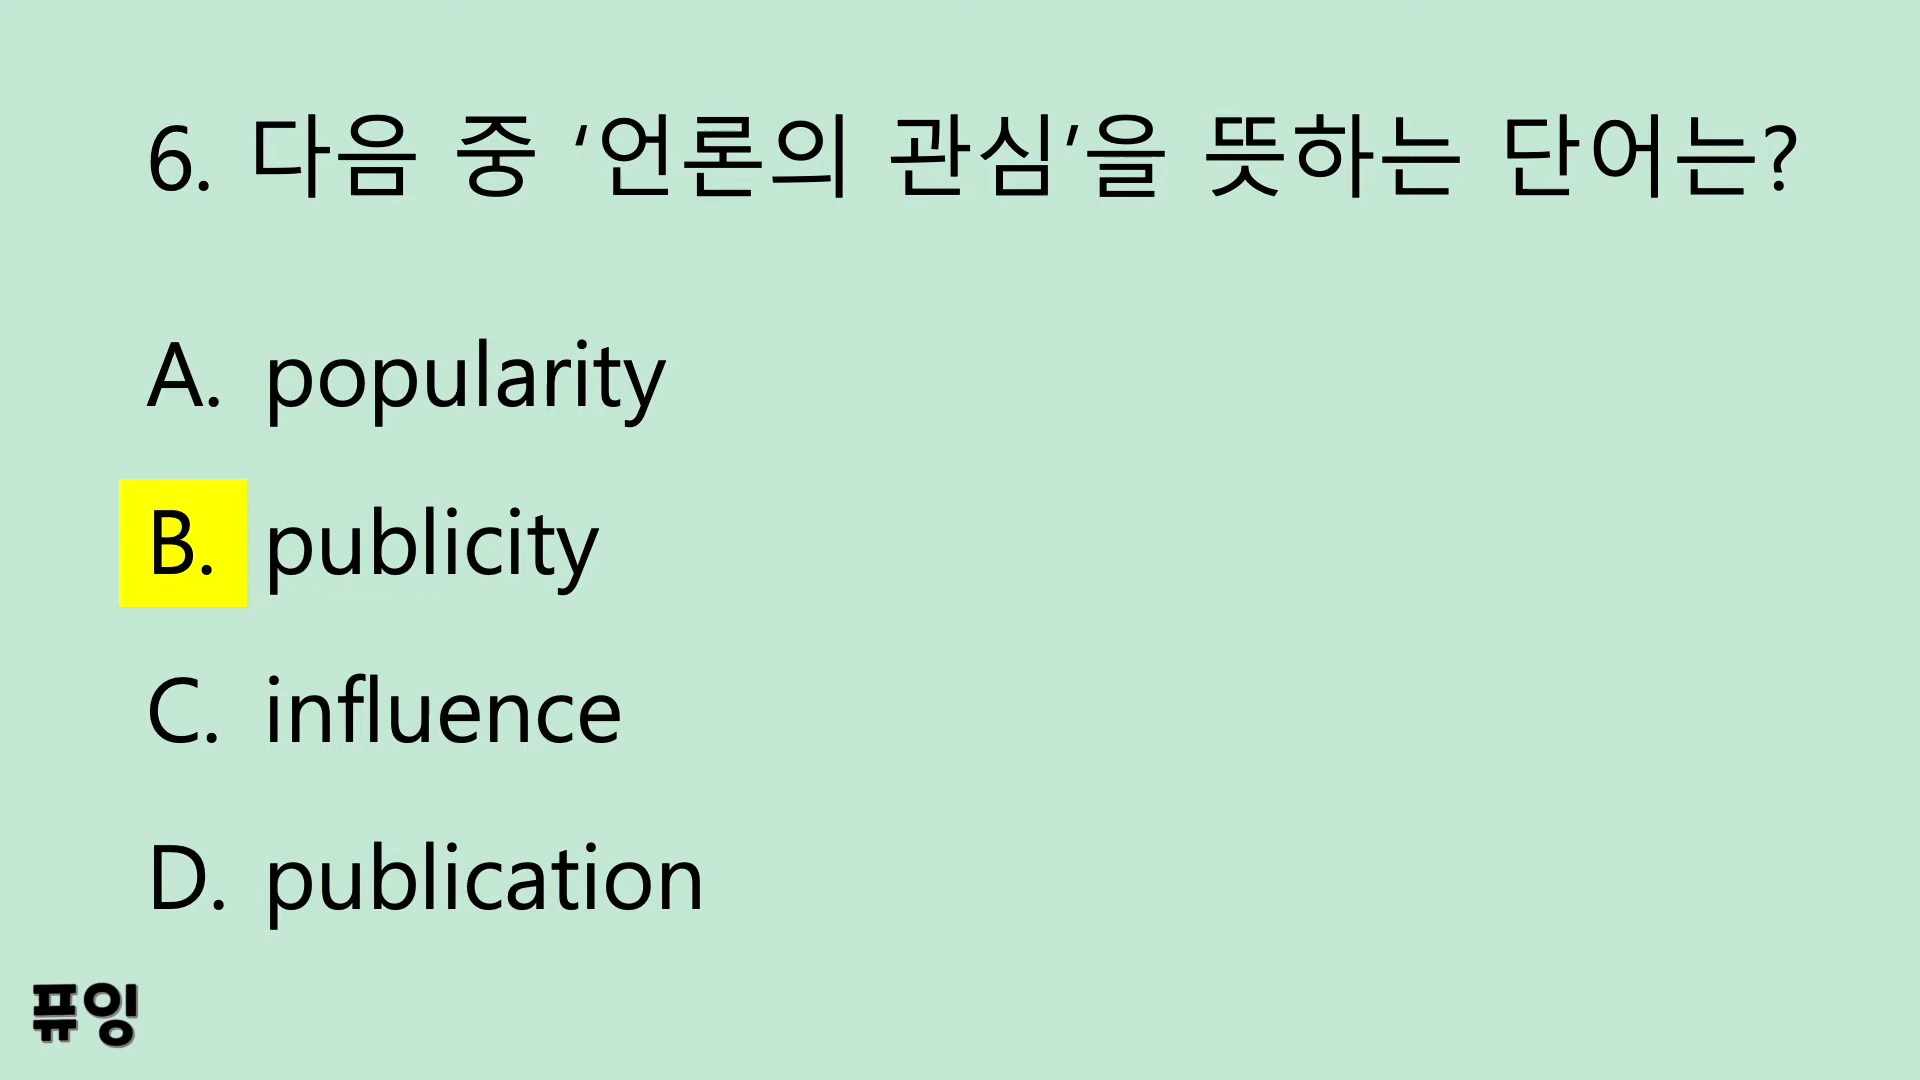 6. 다음 중 ‘언론의 관심’을 뜻하는 단어는?
A. popularity
B. publicity
C. influence
D. publication
퓨잉